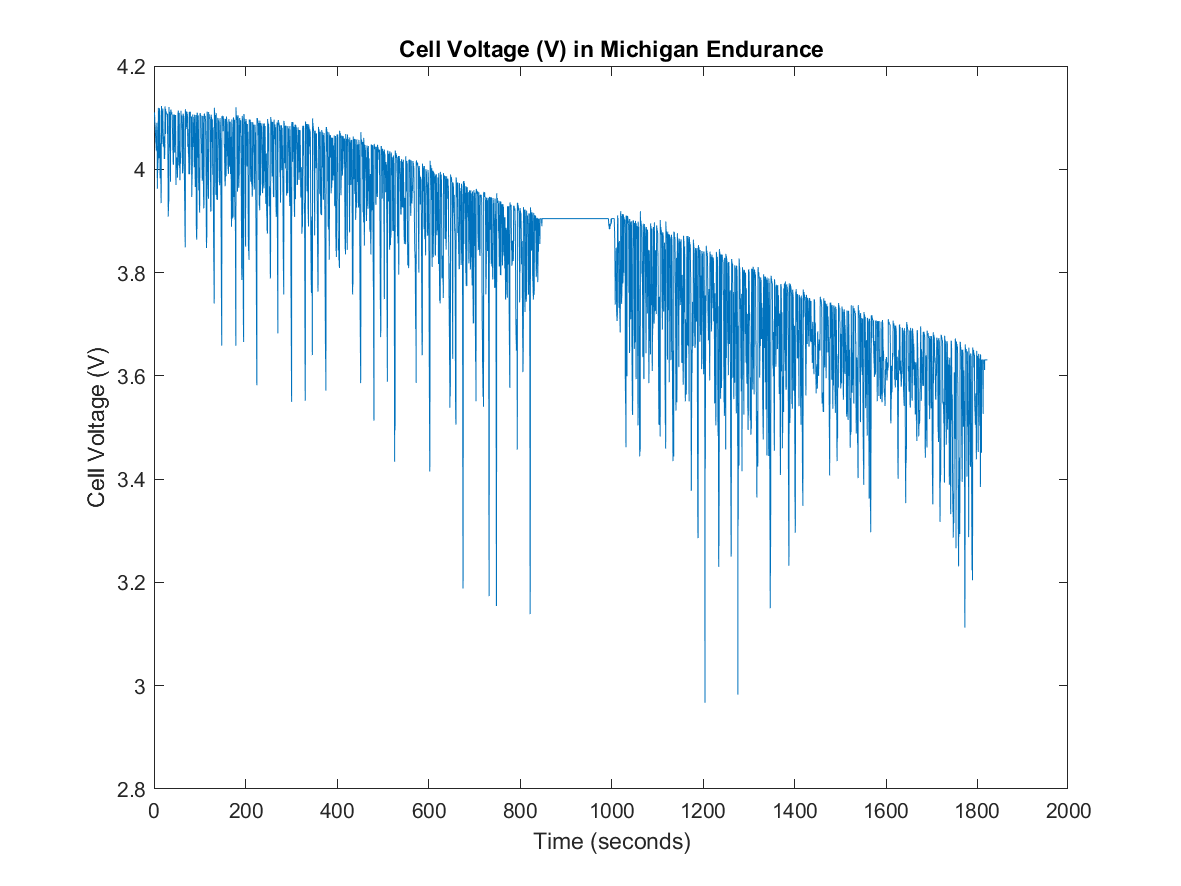 Cell Voltage (V) in Michigan Endurance
4.2
4
3.8
3.6
3.4
3.2
3
2.8
Cell Voltage (V)
0 200 400 600 800 1000 1200 1400 1600 1800 2000
Time (seconds)